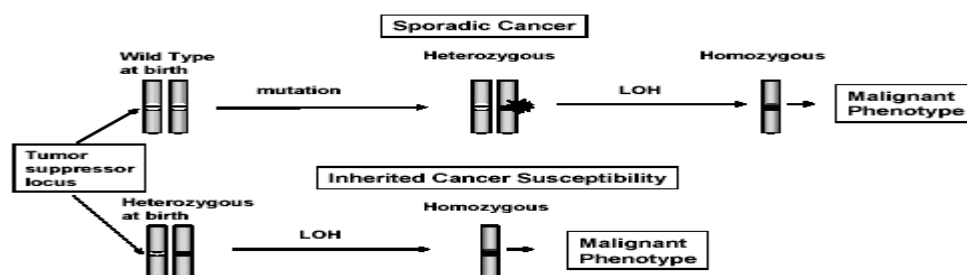 Sporadic Cancer
Wild Type
at birth
Heterozygous
Homozygous
mutation
LOH
Malignant
Phenotype
Tumor
suppressor
locus
Inherited Cancer Susceptibility
Heterozygous
at birth
Homozygous
LOH
Malignant
Phenotype